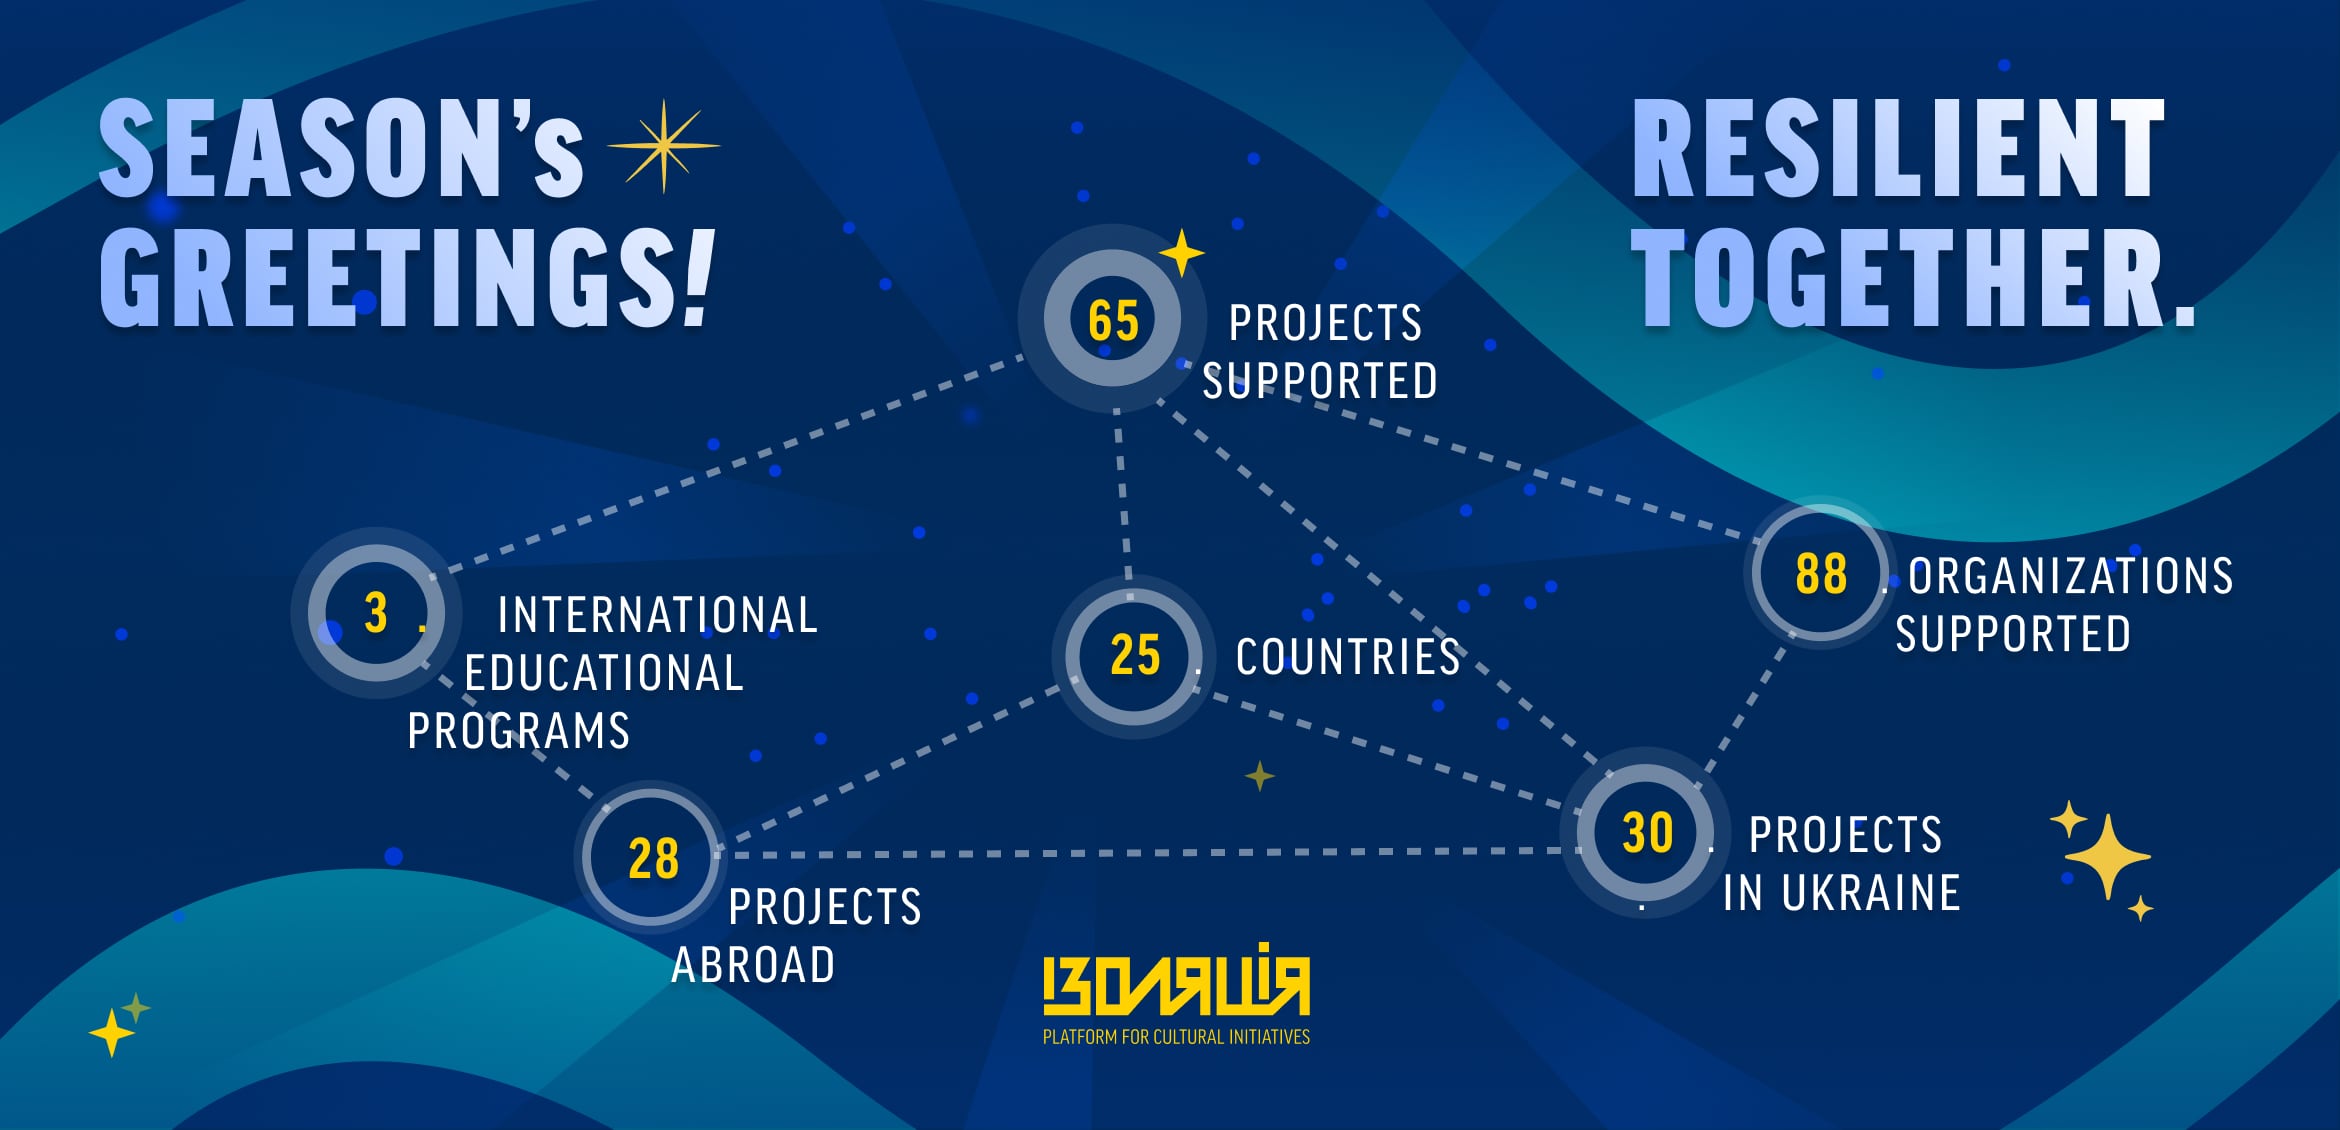 SEASON's
GREETINGS!
RESILIENT
TOGETHER.
65 PROJECTS
SUPPORTED
3 . INTERNATIONAL
EDUCATIONAL
PROGRAMS
25 . COUNTRIES
88 . ORGANIZATIONS
SUPPORTED
28 PROJECTS
ABROAD
30 . PROJECTS
. IN UKRAINE
ІЗОЛЯЦІЯ
PLATFORM FOR CULTURAL INITIATIVES